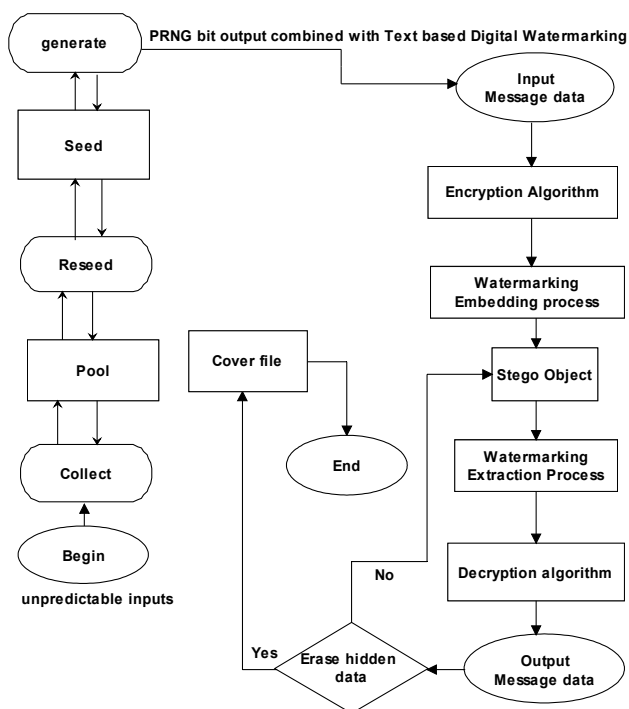 generate
PRNG bit output combined with Text based Digital Watermarking
Input
Message data
Seed
Encryption Algorithm
Reseed
Watermarking
Embedding process
Cover file
Pool
Stego Object
Collect
End
Watermarking
Extraction Process
Begin
unpredictable inputs
No
Decryption algorithm
Yes
Erase hidden
data
Output
Message data